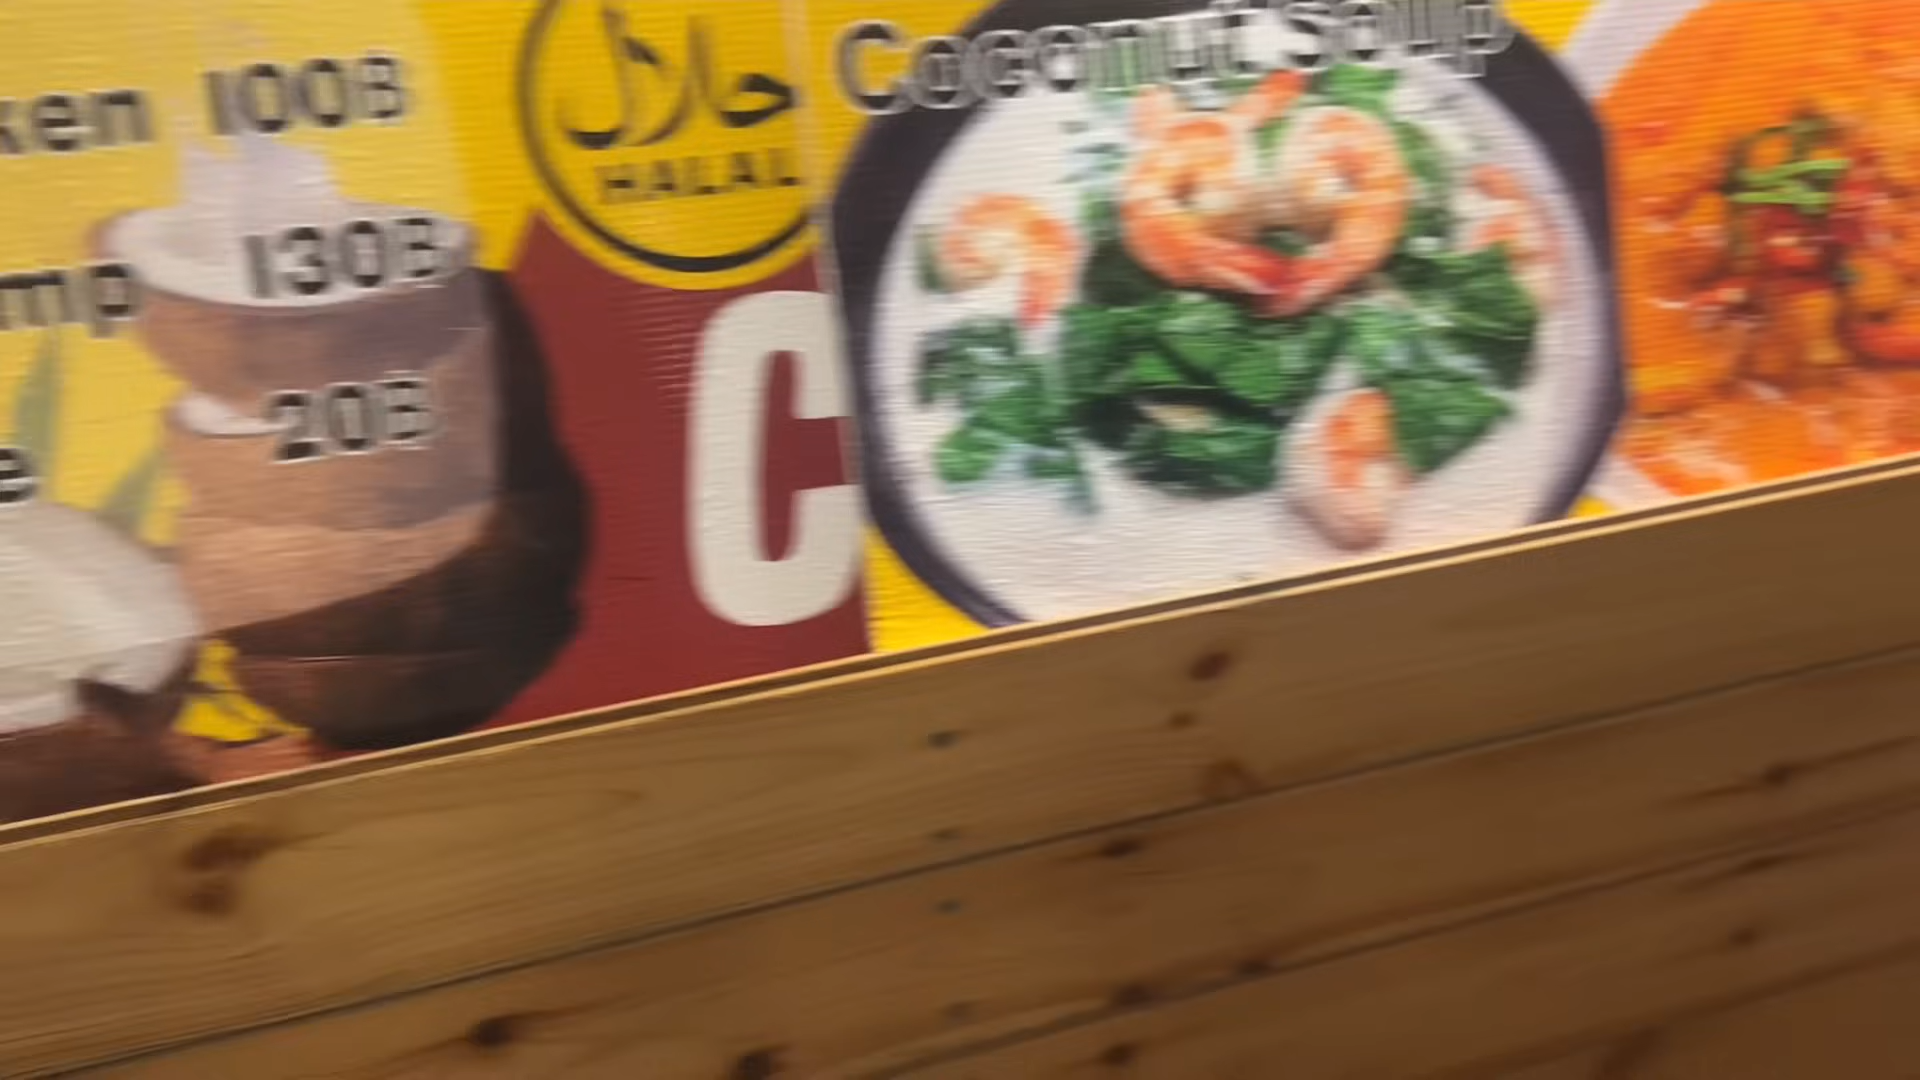 ken 100B
mp 130B
e 20B
حلال
HALAL
C
Coconut soup